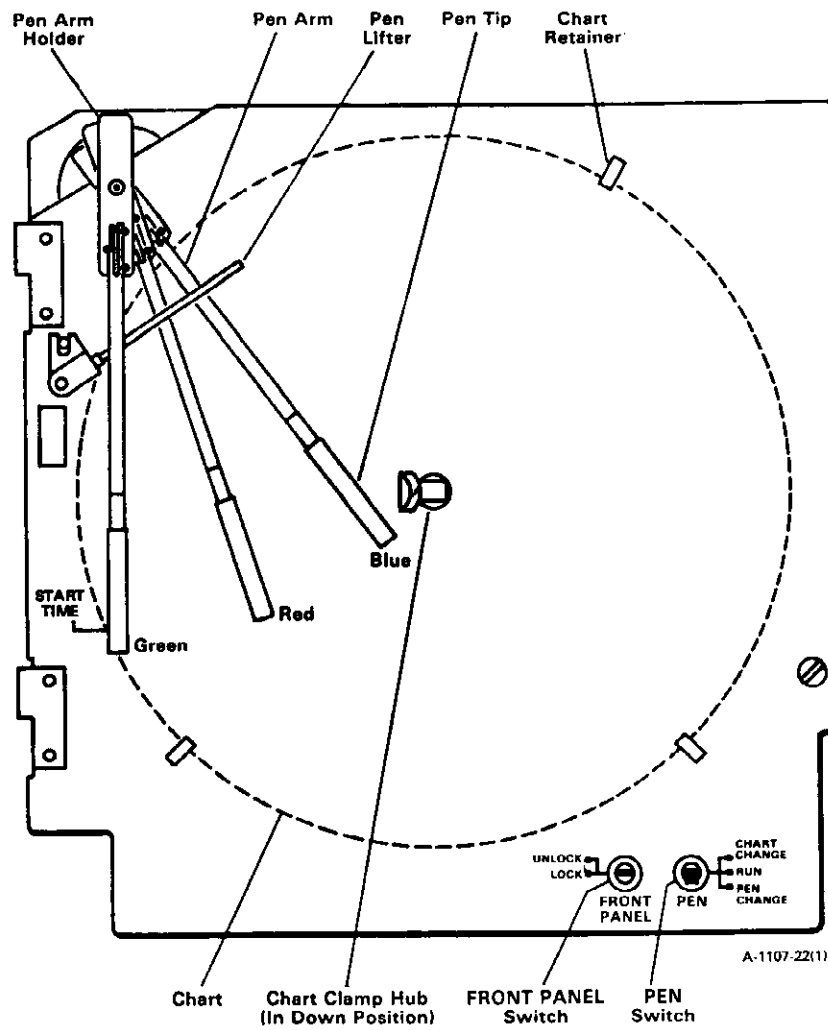 Pen Arm
Holder
Pen Arm
Pen
Lifter
Pen Tip
Chart
Retainer
Blue
Red
START
TIME
Green
UNLOCK
LOCK
FRONT
PANEL
PEN
CHART
CHANGE
RUN
PEN
CHANGE
A-1107-22(1)
Chart
Chart Clamp Hub
(In Down Position)
FRONT PANEL
Switch
PEN
Switch